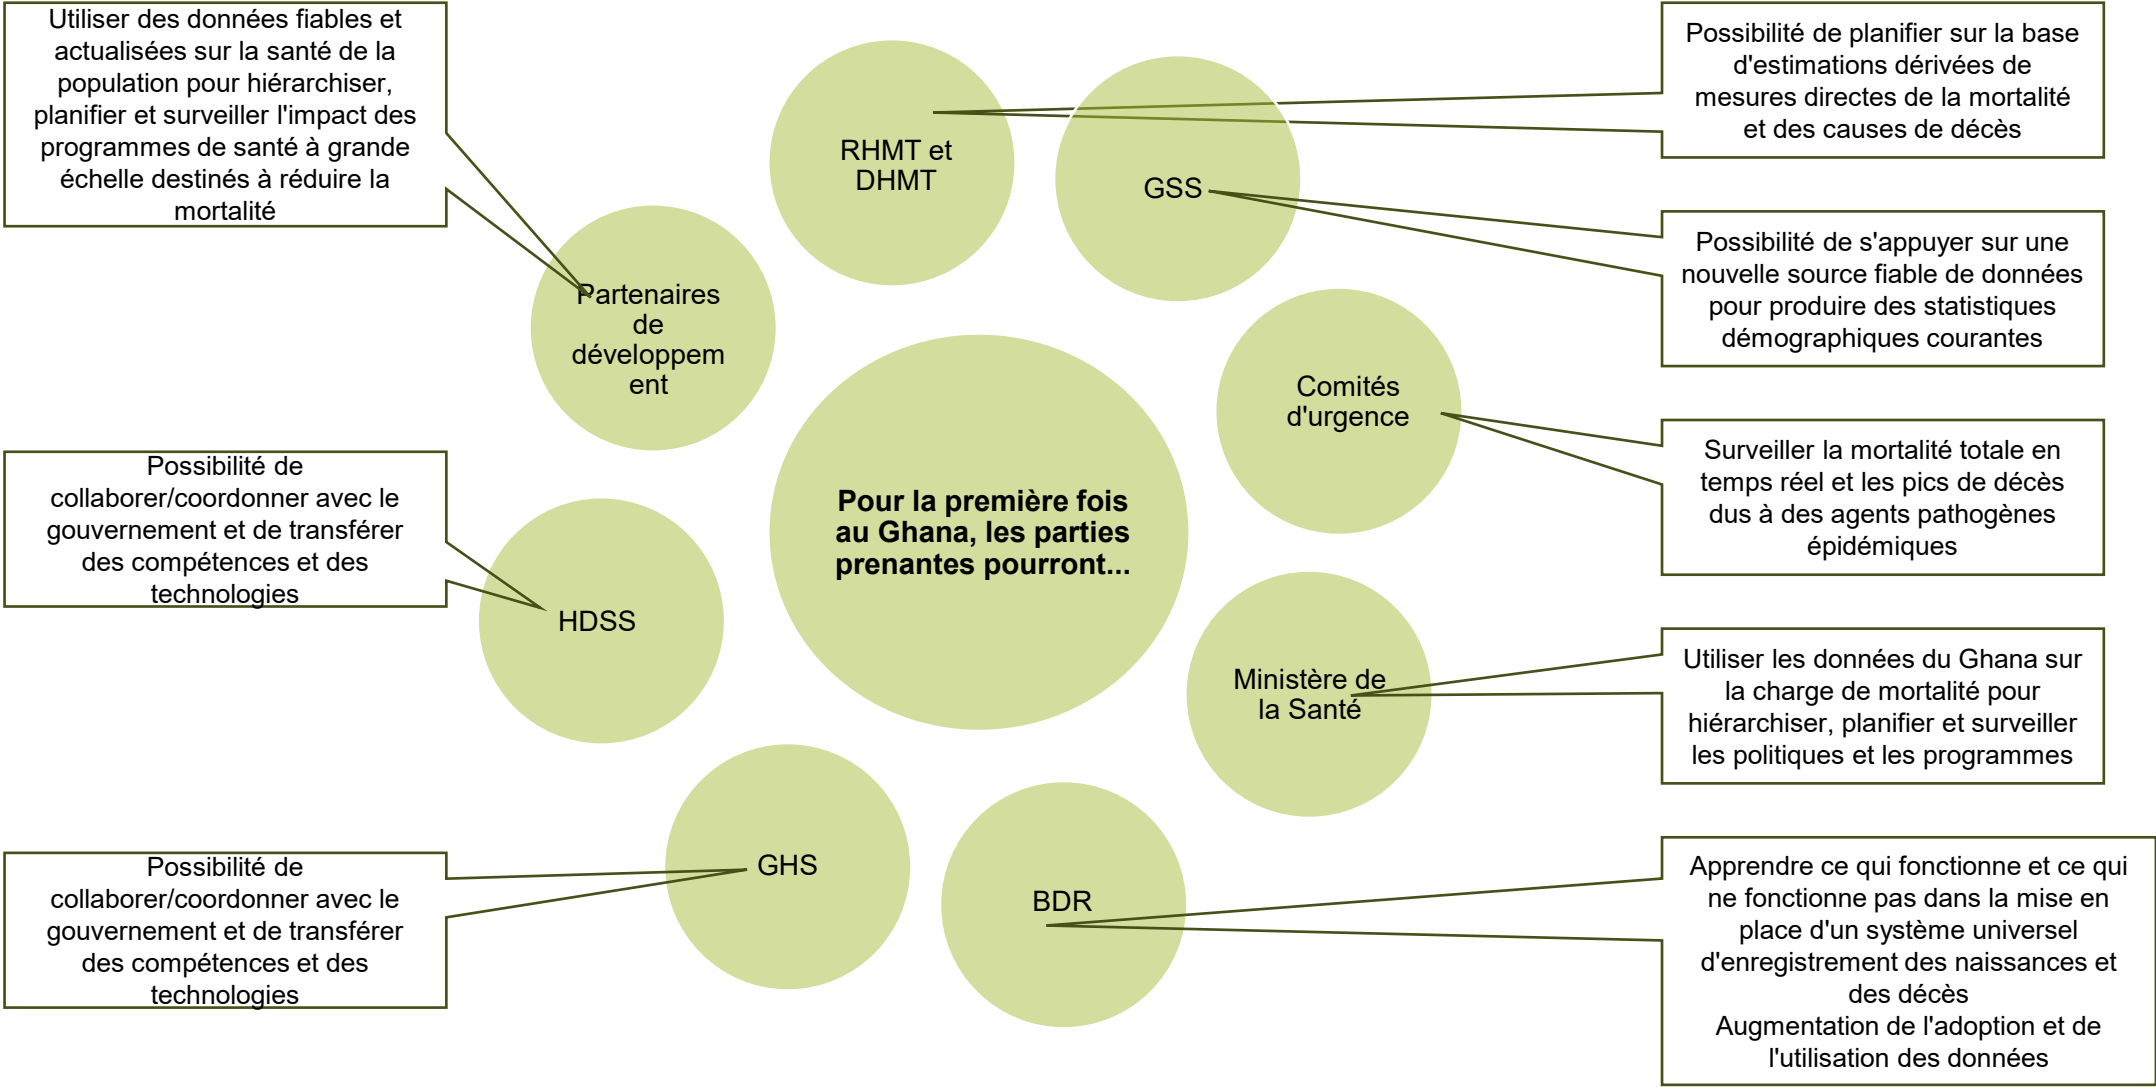 Utiliser des données fiables et
actualisées sur la santé de la
population pour hiérarchiser,
planifier et surveiller l'impact des
programmes de santé à grande
échelle destinés à réduire la
mortalité
RHMT et
DHMT
GSS
Possibilité de planifier sur la base
d'estimations dérivées de
mesures directes de la mortalité
et des causes de décès
Partenaires
de
développem
ent
Possibilité de s'appuyer sur une
nouvelle source fiable de données
pour produire des statistiques
démographiques courantes
Comités
d'urgence
Pour la première fois
au Ghana, les parties
prenantes pourront...
Possibilité de
collaborer/coordonner avec le
gouvernement et de transférer
des compétences et des
technologies
HDSS
Surveiller la mortalité totale en
temps réel et les pics de décès
dus à des agents pathogènes
épidémiques
Ministère de
la Santé
Utiliser les données du Ghana sur
la charge de mortalité pour
hiérarchiser, planifier et surveiller
les politiques et les programmes
Possibilité de
collaborer/coordonner avec le
gouvernement et de transférer
des compétences et des
technologies
GHS
BDR
Apprendre ce qui fonctionne et ce qui
ne fonctionne pas dans la mise en
place d'un système universel
d'enregistrement des naissances et
des décès
Augmentation de l'adoption et de
l'utilisation des données